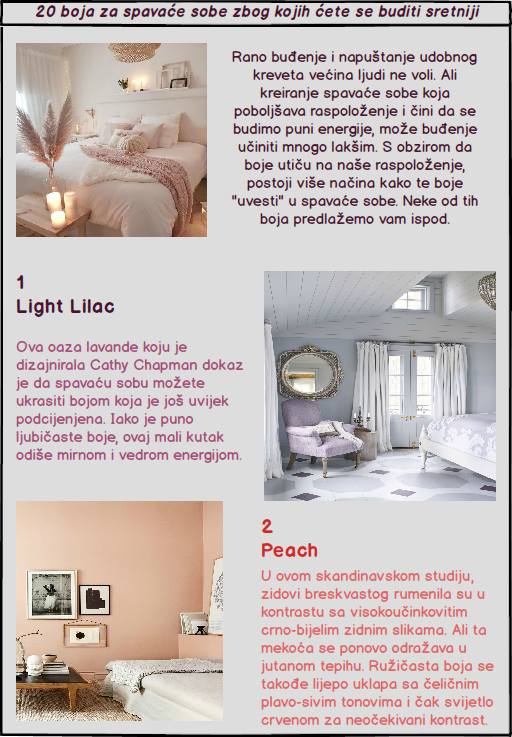 20 boja za spavaće sobe zbog kojih ćete se buditi sretniji
Rano buđenje i napuštanje udobnog
kreveta većina ljudi ne voli. Ali
kreiranje spavaće sobe koja
poboljšava raspoloženje i čini da se
budimo puni energije, može buđenje
učiniti mnogo lakšim. S obzirom da
boje utiču na naše raspoloženje,
postoji više načina kako te boje
"uvesti" u spavaće sobe. Neke od tih
boja predlažemo vam ispod.
1
Light Lilac
Ova oaza lavande koju je
dizajnirala Cathy Chapman dokaz
je da spavaću sobu možete
ukrasiti bojom koja je još uvijek
podcijenjena. Iako je puno
ljubičaste boje, ovaj mali kutak
odiše mirnom i vedrom energijom.
2
Peach
U ovom skandinavskom studiju,
zidovi breskvastog rumenila su u
kontrastu sa visokoučinkovitim
crno-bijelim zidnim slikama. Ali ta
mekoća se ponovo odražava u
jutanom tepihu. Ružičasta boja se
takođe lijepo uklapa sa čeličnim
plavo-sivim tonovima i čak svijetlo
crvenom za neočekivani kontrast.